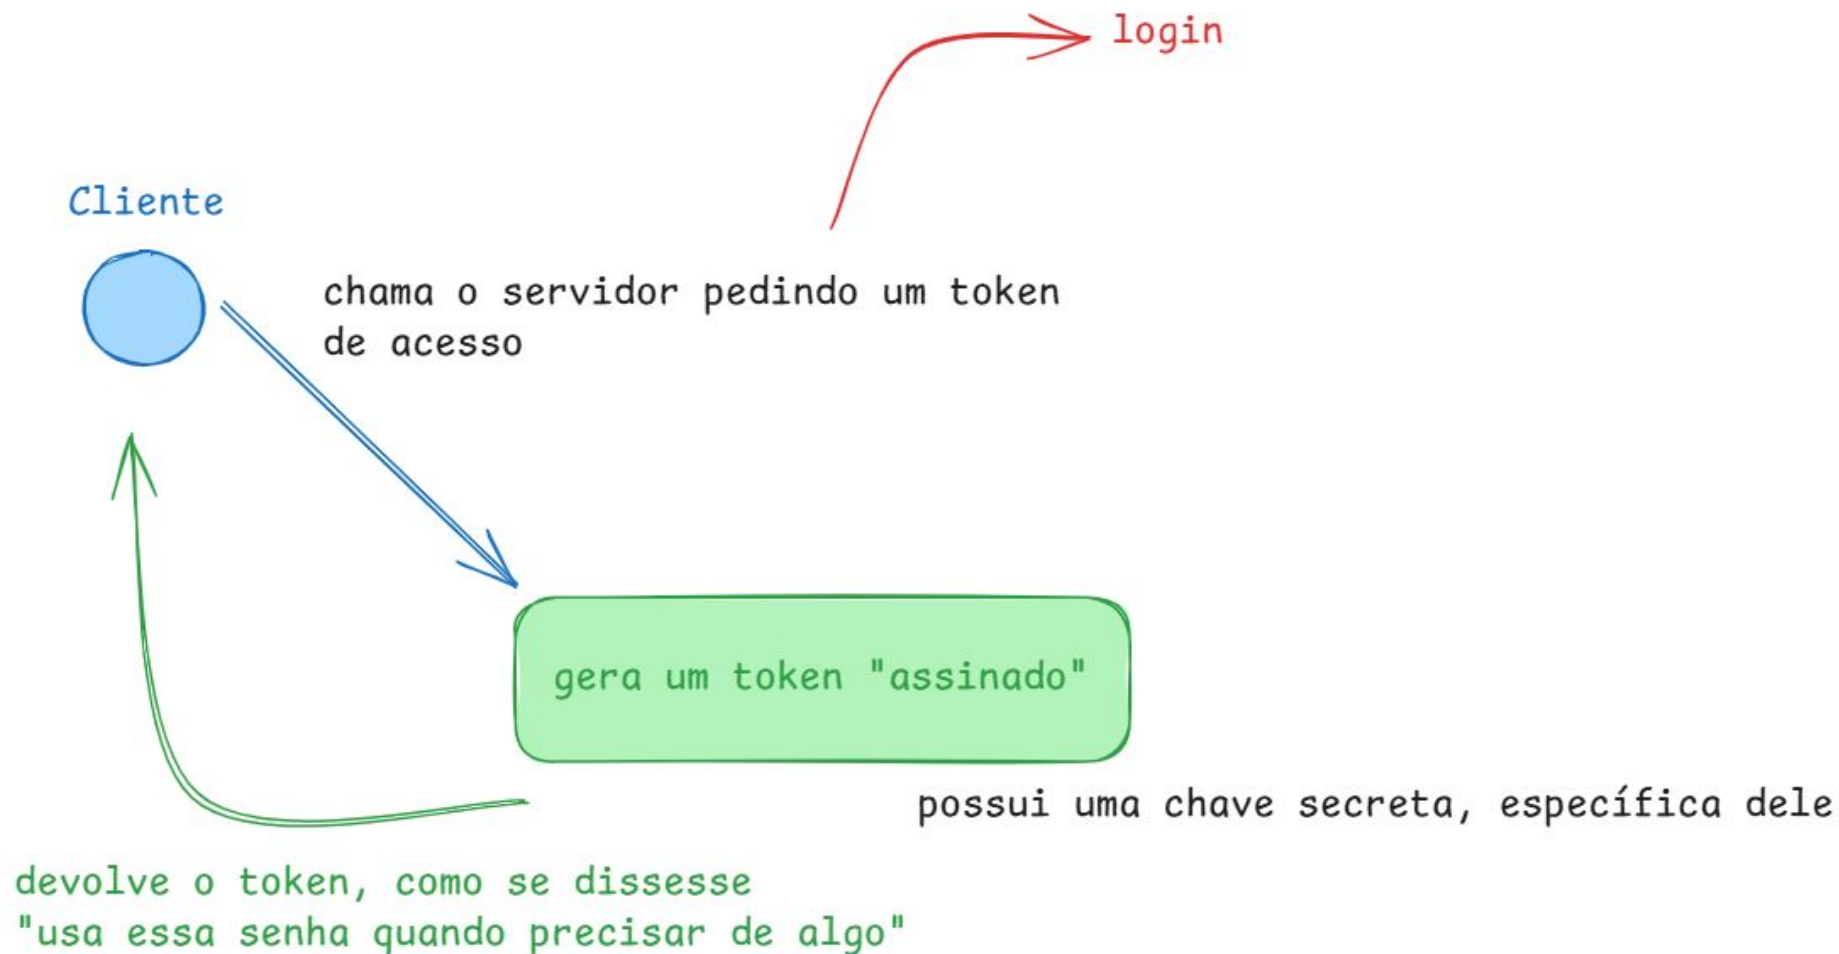 login
Cliente
chama o servidor pedindo um token
de acesso
gera um token "assinado"
possui uma chave secreta, específica dele
devolve o token, como se dissesse
"usa essa senha quando precisar de algo"